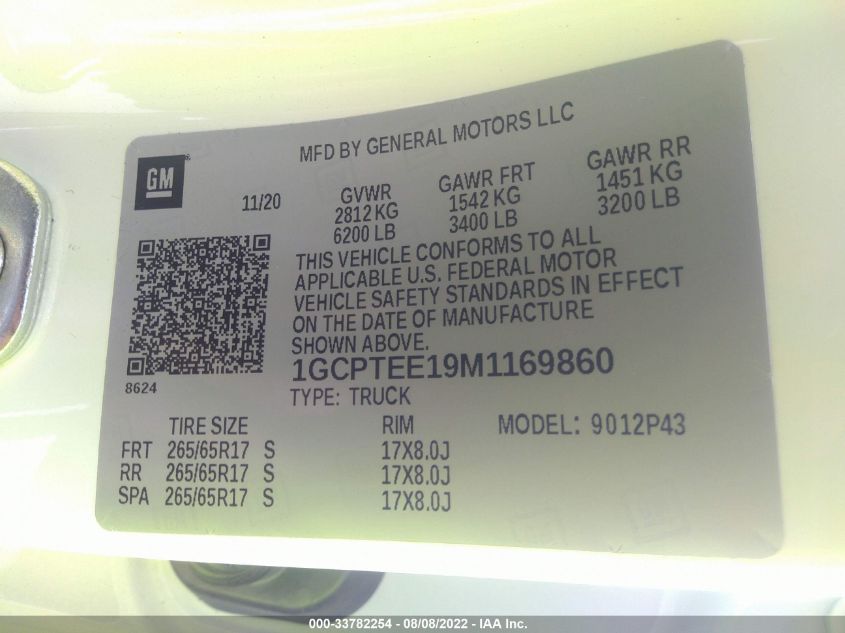 MFD BY GENERAL MOTORS LLC
GM
11/20
GVWR
2812 KG
6200 LB
GAWR FRT
1542 KG
3400 LB
GAWR RR
1451 KG
3200 LB
THIS VEHICLE CONFORMS TO ALL
APPLICABLE U.S. FEDERAL MOTOR
VEHICLE SAFETY STANDARDS IN EFFECT
ON THE DATE OF MANUFACTURE
SHOWN ABOVE.
8624
1GCPTEE19M1169860
TYPE: TRUCK
TIRE SIZE RIM MODEL: 9012P43
FRT 265/65R17 S 17X8.0J
RR 265/65R17 S 17X8.0J
SPA 265/65R17 S 17X8.0J
000-33782254 - 08/08/2022 - IAA Inc.